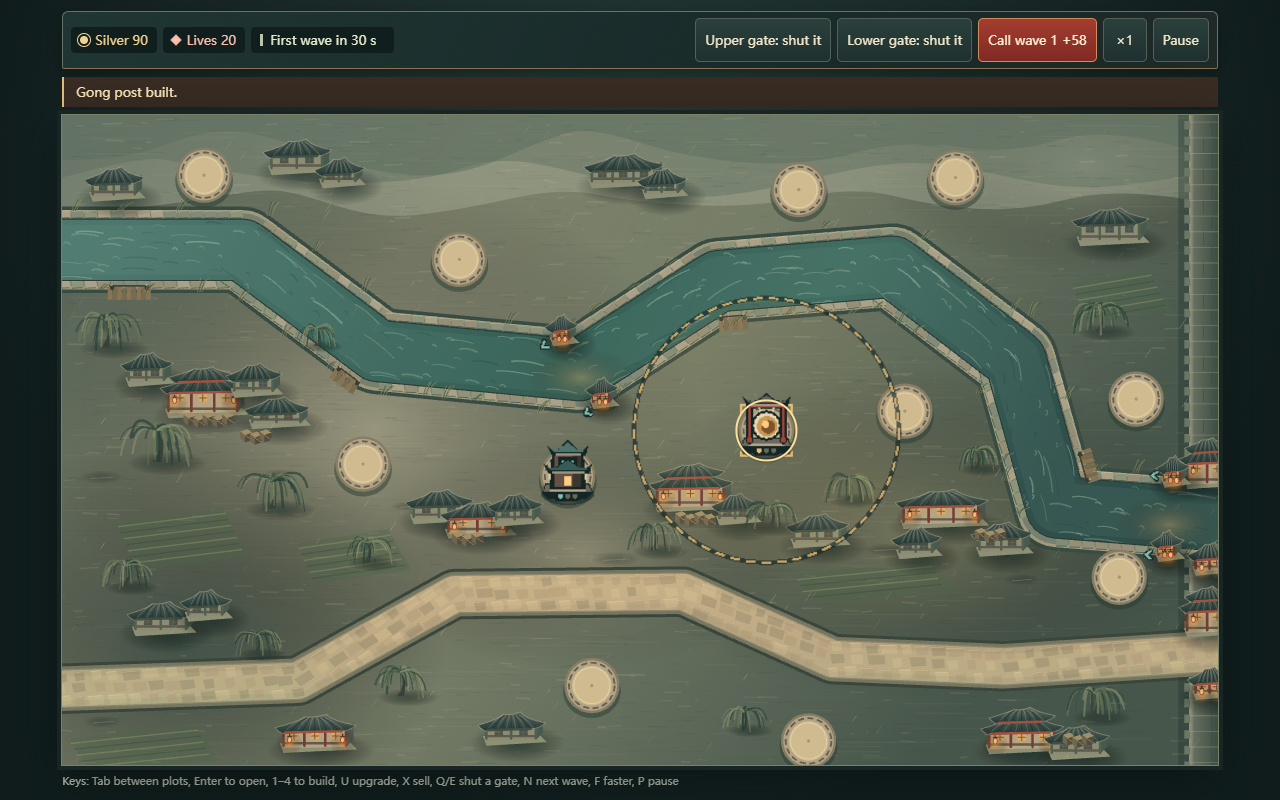 Silver 90
Lives 20
First wave in 30 s
Upper gate: shut it
Lower gate: shut it
Call wave 1 +58
×1
Pause
Gong post built.
Keys: Tab between plots, Enter to open, 1–4 to build, U upgrade, X sell, Q/E shut a gate, N next wave, F faster, P pause